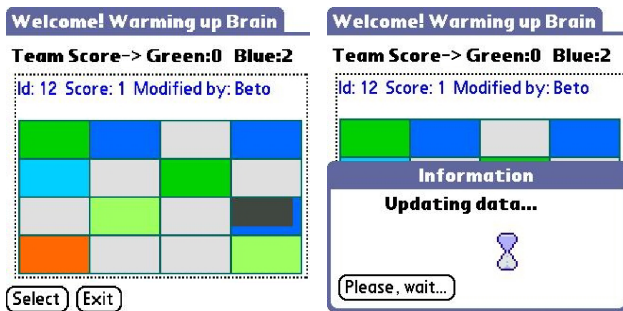 Welcome! Warming up Brain
Team Score-> Green:0 Blue:2
Id: 12 Score: 1 Modified by: Beto
Select Exit
Welcome! Warming up Brain
Team Score-> Green:0 Blue:2
Id: 12 Score: 1 Modified by: Beto
Information
Updating data...
Please, wait...